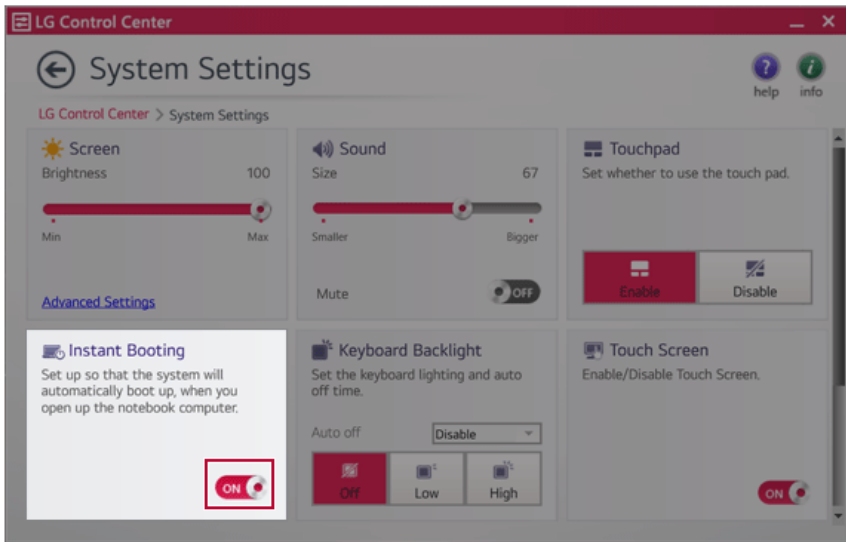 LG Control Center
System Settings
help
info
LG Control Center > System Settings
Screen
Brightness 100
Min Max
Advanced Settings
Sound
Size 67
Smaller Bigger
Mute OFF
Touchpad
Set whether to use the touch pad.
Enable Disable
Instant Booting
Set up so that the system will
automatically boot up, when you
open up the notebook computer.
ON
Keyboard Backlight
Set the keyboard lighting and auto
off time.
Auto off Disable
Off Low High
Touch Screen
Enable/Disable Touch Screen.
ON